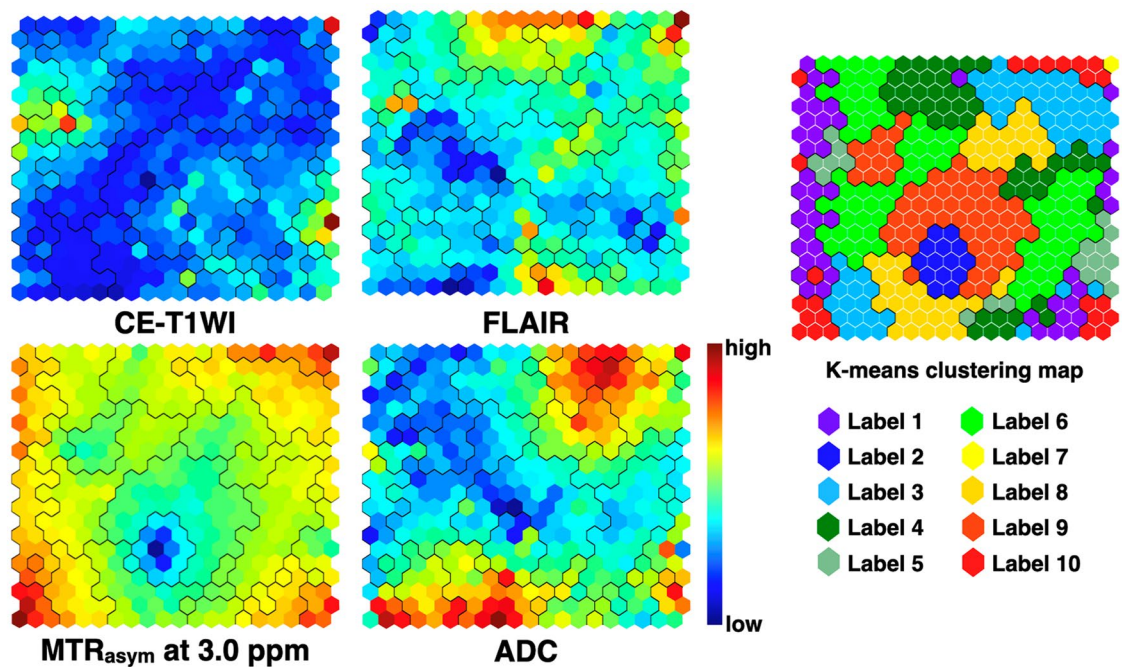 CE-T1WI
FLAIR
MTRasym at 3.0 ppm
ADC
high
low
K-means clustering map
Label 1
Label 2
Label 3
Label 4
Label 5
Label 6
Label 7
Label 8
Label 9
Label 10